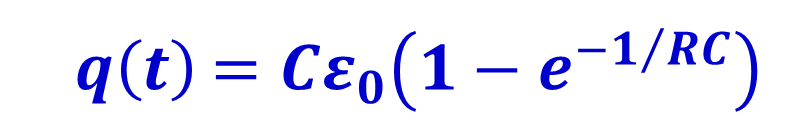 q(t) = Cε₀(1 − e^{−1/RC})